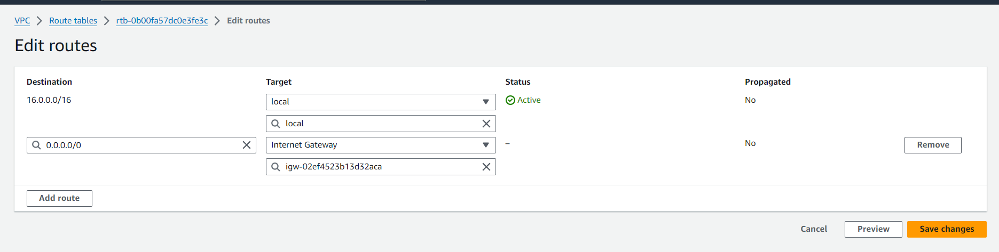 VPC > Route tables > rtb-0b00fa57dc0e3fe3c > Edit routes
Edit routes
Destination Target Status Propagated
16.0.0.0/16 local Active No
local
0.0.0.0/0 Internet Gateway – No Remove
igw-02ef4523b13d32aca
Add route
Cancel Preview Save changes